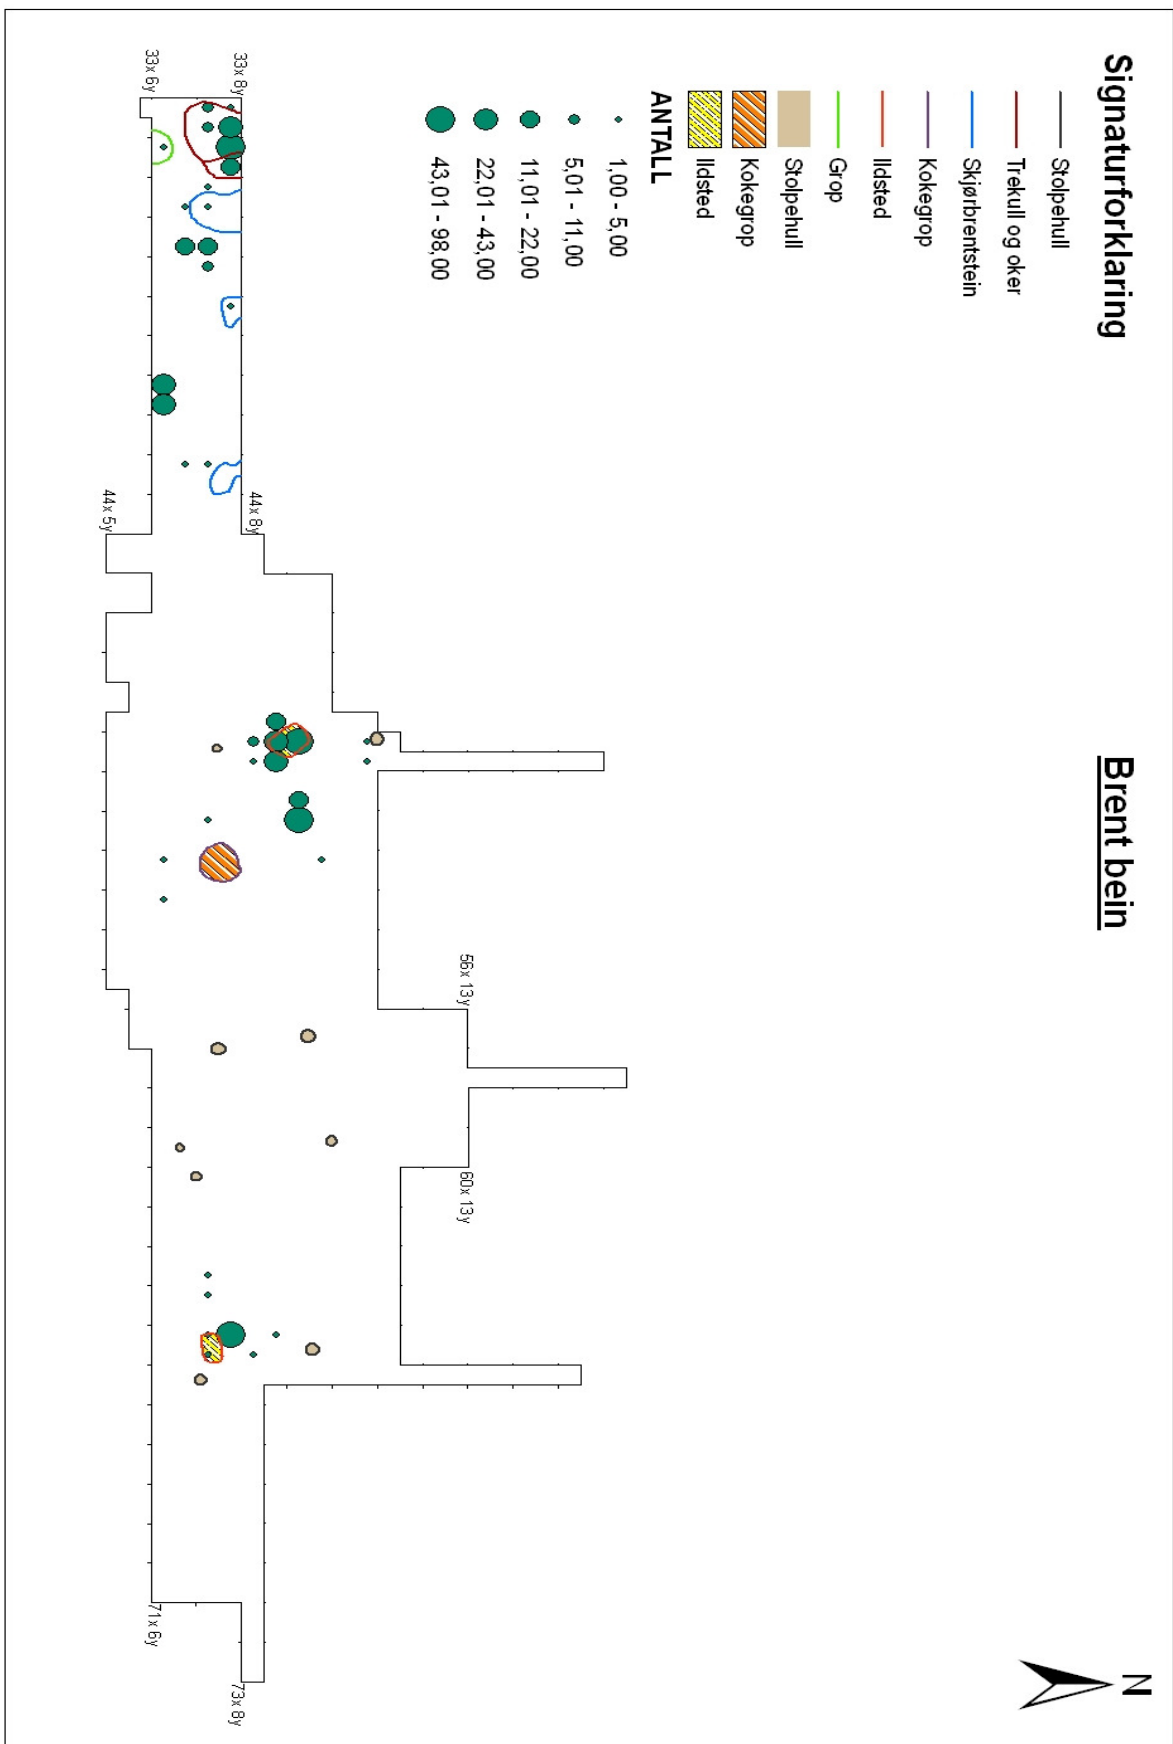 Brent bein
N
Signaturforklaring
Stolpehull
Trekull og oker
Skjørbrentstein
Kokegrop
Ildsted
Grop
Stolpehull
Kokegrop
Ildsted
ANTALL
1,00 - 5,00
5,01 - 11,00
11,01 - 22,00
22,01 - 43,00
43,01 - 98,00
56x 13y
60x 13y
33x 8y
44x 8y
73x 8y
33x 6y
71x 6y
44x 5y